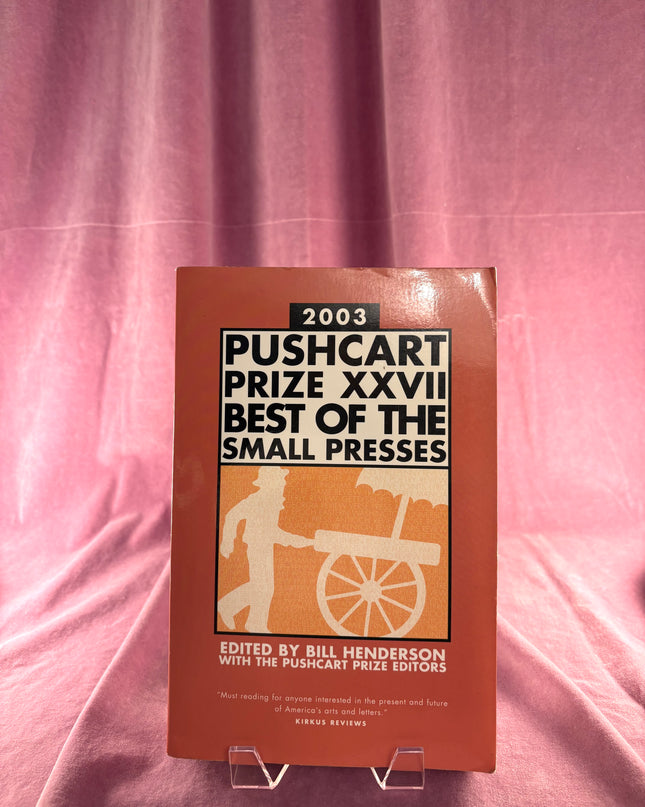 2003
PUSHCART
PRIZE XXVII
BEST OF THE
SMALL PRESSES
EDITED BY BILL HENDERSON
WITH THE PUSHCART PRIZE EDITORS
"Must reading for anyone interested in the present and future
of America's arts and letters."
KIRKUS REVIEWS